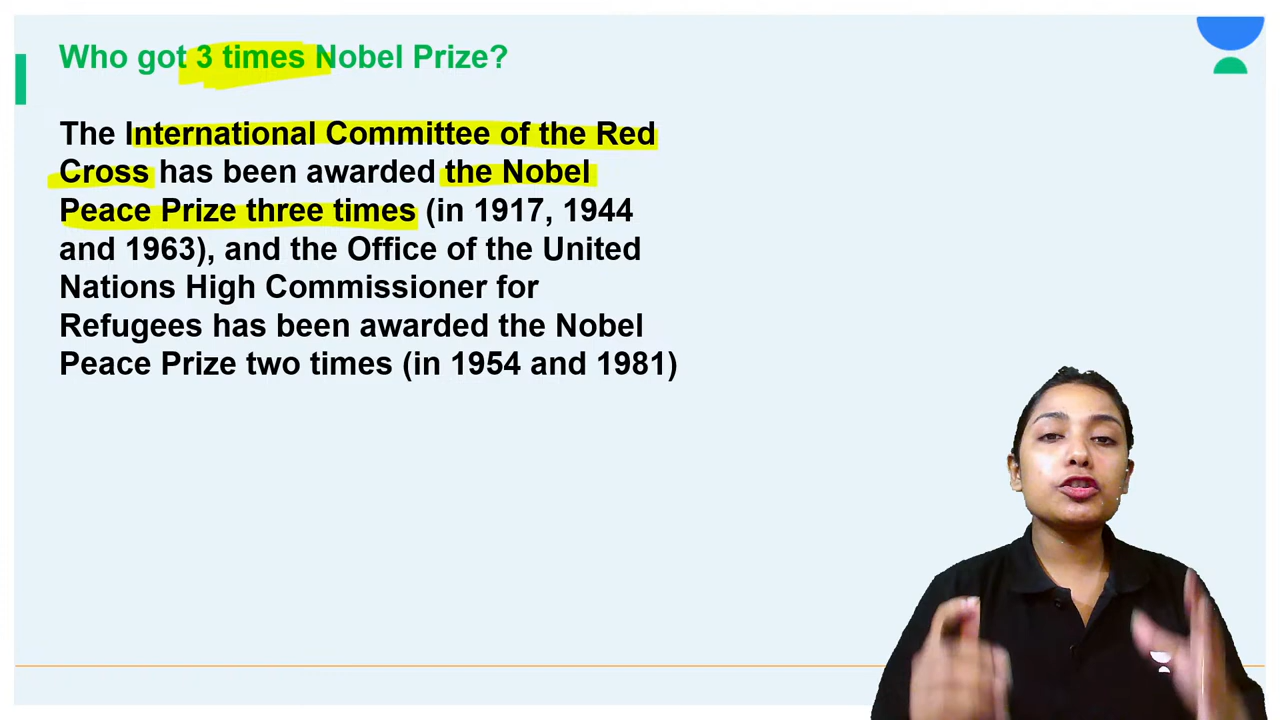 Who got 3 times Nobel Prize?
The International Committee of the Red
Cross has been awarded the Nobel
Peace Prize three times (in 1917, 1944
and 1963), and the Office of the United
Nations High Commissioner for
Refugees has been awarded the Nobel
Peace Prize two times (in 1954 and 1981)